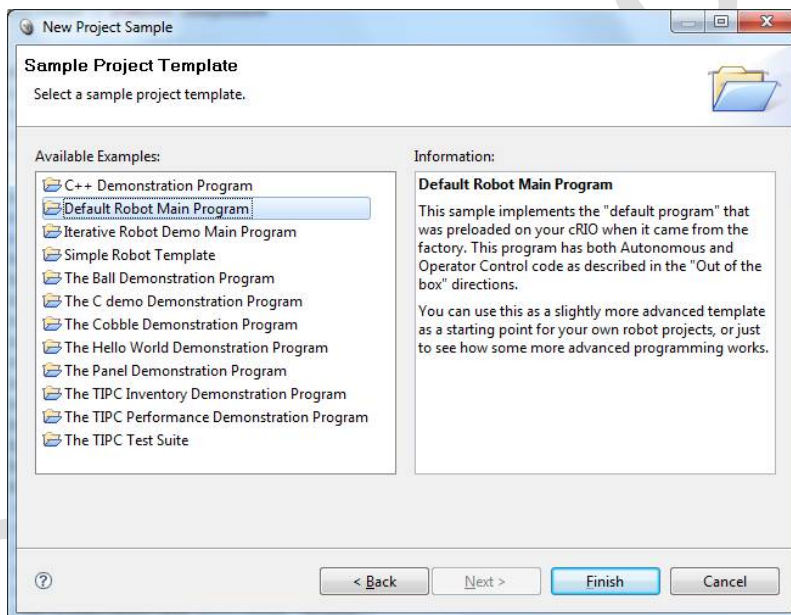 New Project Sample
Sample Project Template
Select a sample project template.
Available Examples:
C++ Demonstration Program
Default Robot Main Program
Iterative Robot Demo Main Program
Simple Robot Template
The Ball Demonstration Program
The C demo Demonstration Program
The Cobble Demonstration Program
The Hello World Demonstration Program
The Panel Demonstration Program
The TIPC Inventory Demonstration Program
The TIPC Performance Demonstration Program
The TIPC Test Suite
Information:
Default Robot Main Program
This sample implements the "default program" that
was preloaded on your cRIO when it came from the
factory. This program has both Autonomous and
Operator Control code as described in the "Out of the
box" directions.
You can use this as a slightly more advanced template
as a starting point for your own robot projects, or just
to see how some more advanced programming works.
< Back
Next >
Finish
Cancel